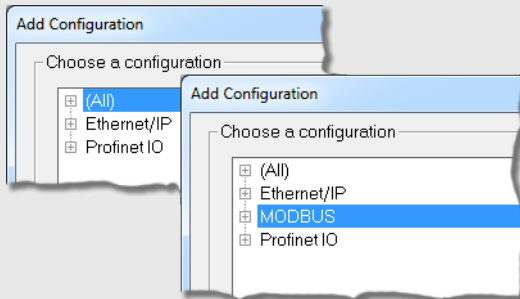 Add Configuration
Choose a configuration
(All)
Ethernet/IP
Profinet IO
Add Configuration
Choose a configuration
(All)
Ethernet/IP
MODBUS
Profinet IO